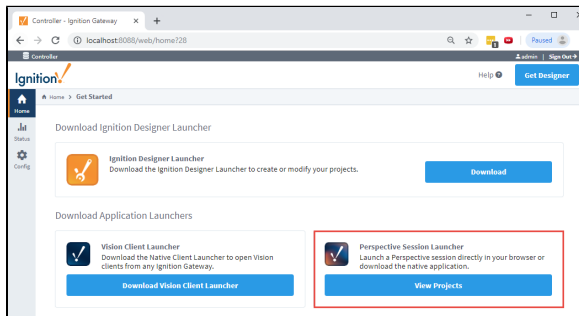 Controller - Ignition Gateway
localhost:8088/web/home?28
Paused
Controller
admin | Sign Out
Ignition!
Help
Get Designer
Home
Home > Get Started
Status
Config
Download Ignition Designer Launcher
Ignition Designer Launcher
Download the Ignition Designer Launcher to create or modify your projects.
Download
Download Application Launchers
Vision Client Launcher
Download the Native Client Launcher to open Vision
clients from any Ignition Gateway.
Download Vision Client Launcher
Perspective Session Launcher
Launch a Perspective session directly in your browser or
download the native application.
View Projects